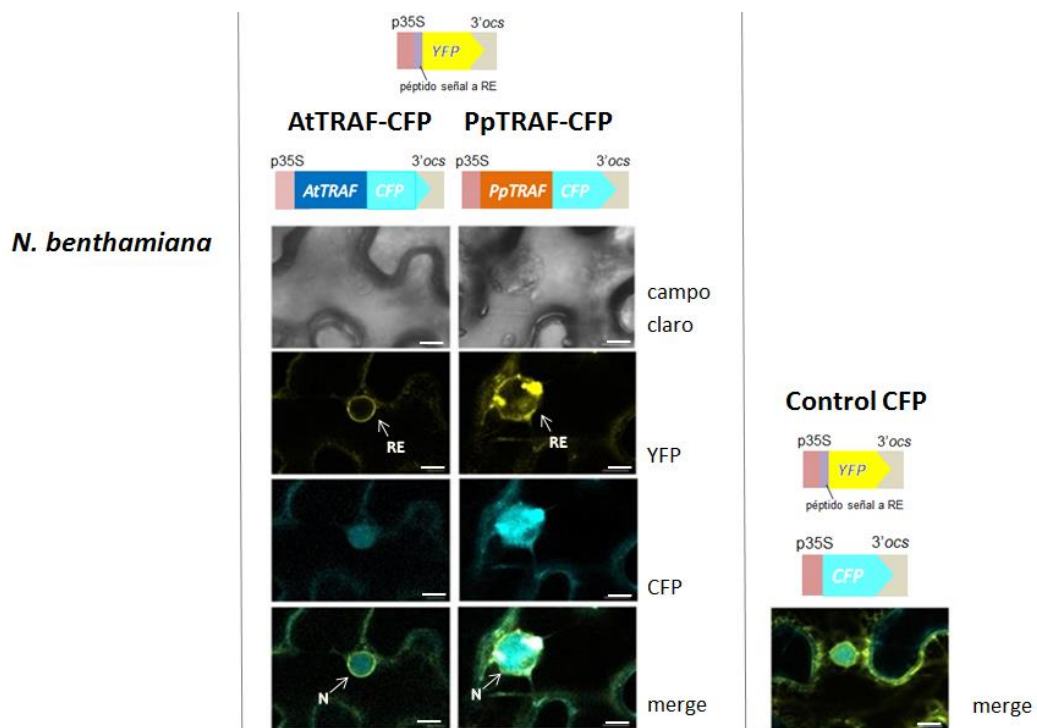 p35S 3'ocs
YFP
péptido señal a RE
AtTRAF-CFP PpTRAF-CFP
p35S 3'ocs p35S 3'ocs
AtTRAF CFP PpTRAF CFP
N. benthamiana
campo
claro
RE RE
YFP
CFP
N N
merge
Control CFP
p35S 3'ocs
YFP
péptido señal a RE
p35S 3'ocs
CFP
merge